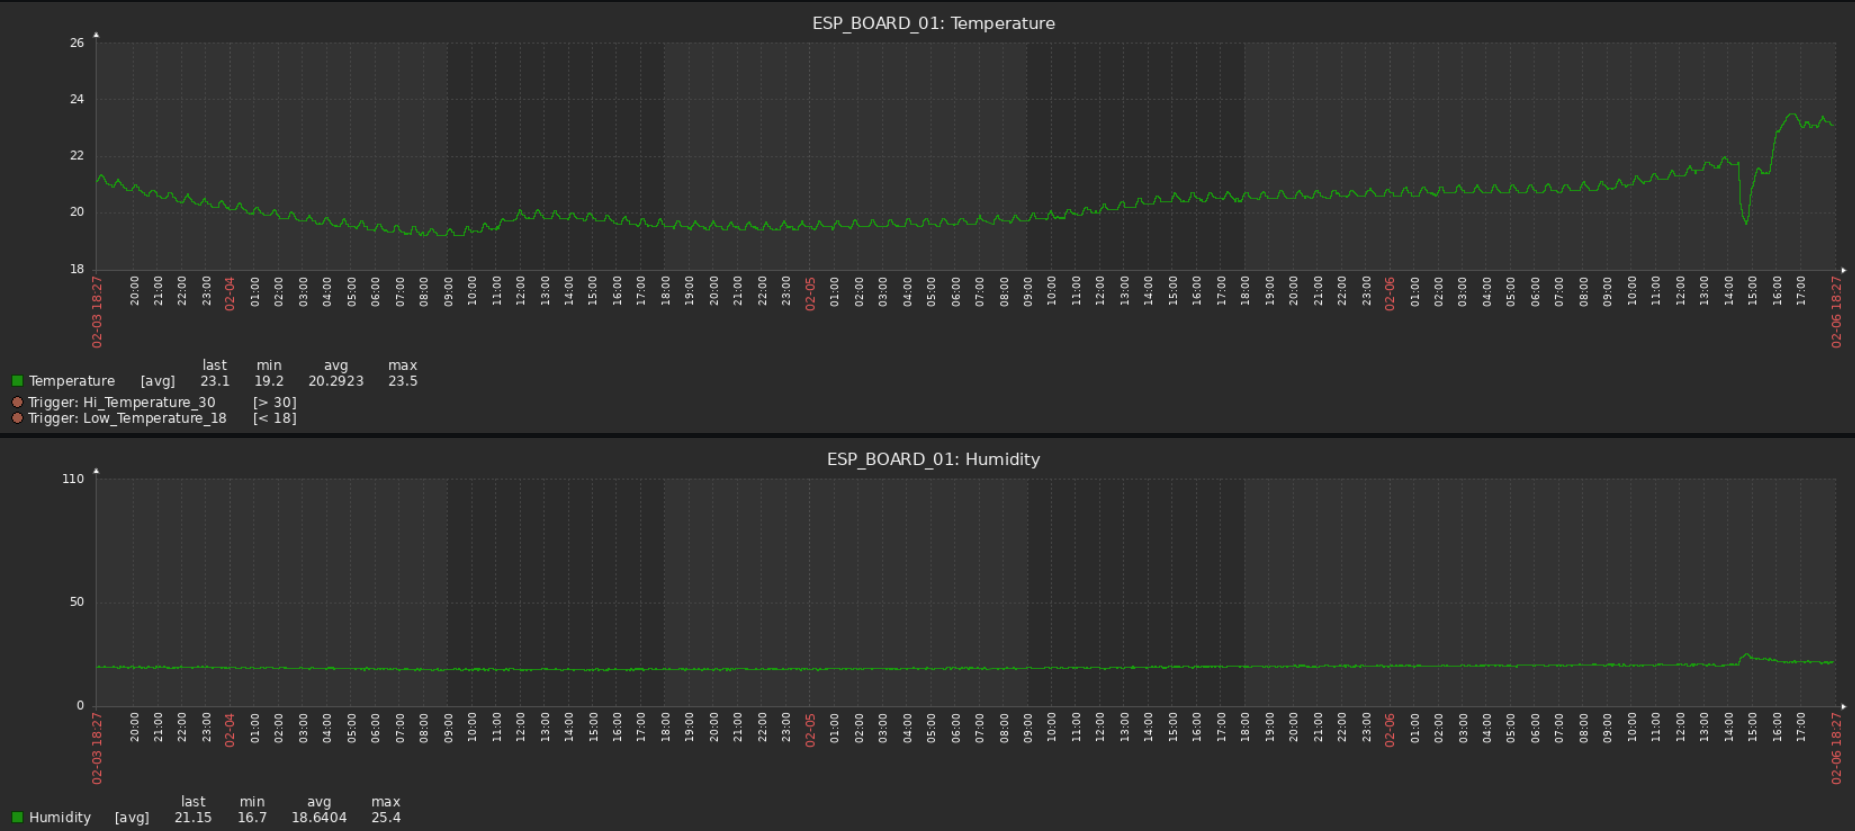 ESP_BOARD_01: Temperature
26
24
22
20
18
02-03 18:27 20:00 21:00 22:00 23:00 02-04 01:00 02:00 03:00 04:00 05:00 06:00 07:00 08:00 09:00 10:00 11:00 12:00 13:00 14:00 15:00 16:00 17:00 18:00 19:00 20:00 21:00 22:00 23:00 02-05 01:00 02:00 03:00 04:00 05:00 06:00 07:00 08:00 09:00 10:00 11:00 12:00 13:00 14:00 15:00 16:00 17:00 18:00 19:00 20:00 21:00 22:00 23:00 02-06 01:00 02:00 03:00 04:00 05:00 06:00 07:00 08:00 09:00 10:00 11:00 12:00 13:00 14:00 15:00 16:00 17:00 02-06 18:27
last min avg max
Temperature [avg] 23.1 19.2 20.2923 23.5
Trigger: Hi_Temperature_30 [> 30]
Trigger: Low_Temperature_18 [< 18]
ESP_BOARD_01: Humidity
110
50
0
02-03 18:27 20:00 21:00 22:00 23:00 02-04 01:00 02:00 03:00 04:00 05:00 06:00 07:00 08:00 09:00 10:00 11:00 12:00 13:00 14:00 15:00 16:00 17:00 18:00 19:00 20:00 21:00 22:00 23:00 02-05 01:00 02:00 03:00 04:00 05:00 06:00 07:00 08:00 09:00 10:00 11:00 12:00 13:00 14:00 15:00 16:00 17:00 18:00 19:00 20:00 21:00 22:00 23:00 02-06 01:00 02:00 03:00 04:00 05:00 06:00 07:00 08:00 09:00 10:00 11:00 12:00 13:00 14:00 15:00 16:00 17:00 02-06 18:27
last min avg max
Humidity [avg] 21.15 16.7 18.6404 25.4